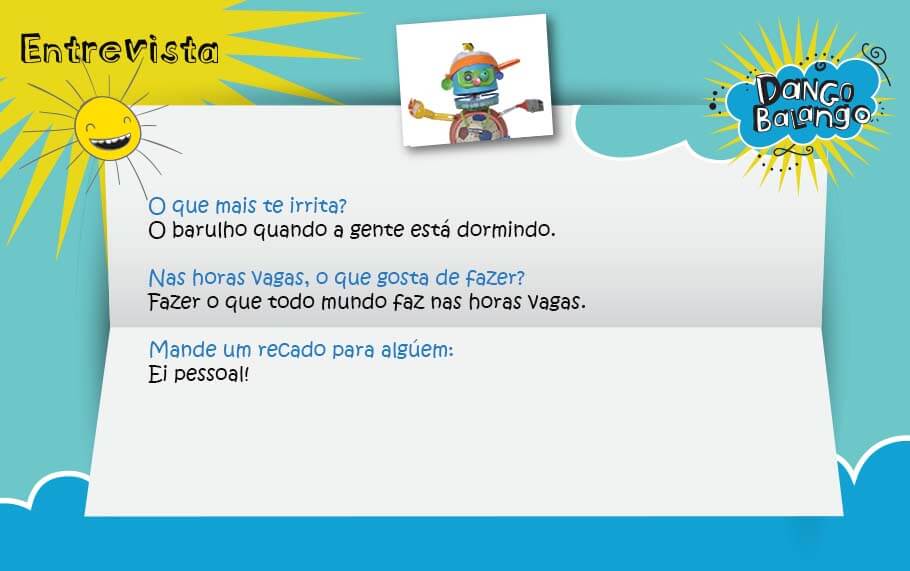 Entrevista
Dango
Balango
O que mais te irrita?
O barulho quando a gente está dormindo.
Nas horas vagas, o que gosta de fazer?
Fazer o que todo mundo faz nas horas vagas.
Mande um recado para algúem:
Ei pessoal!